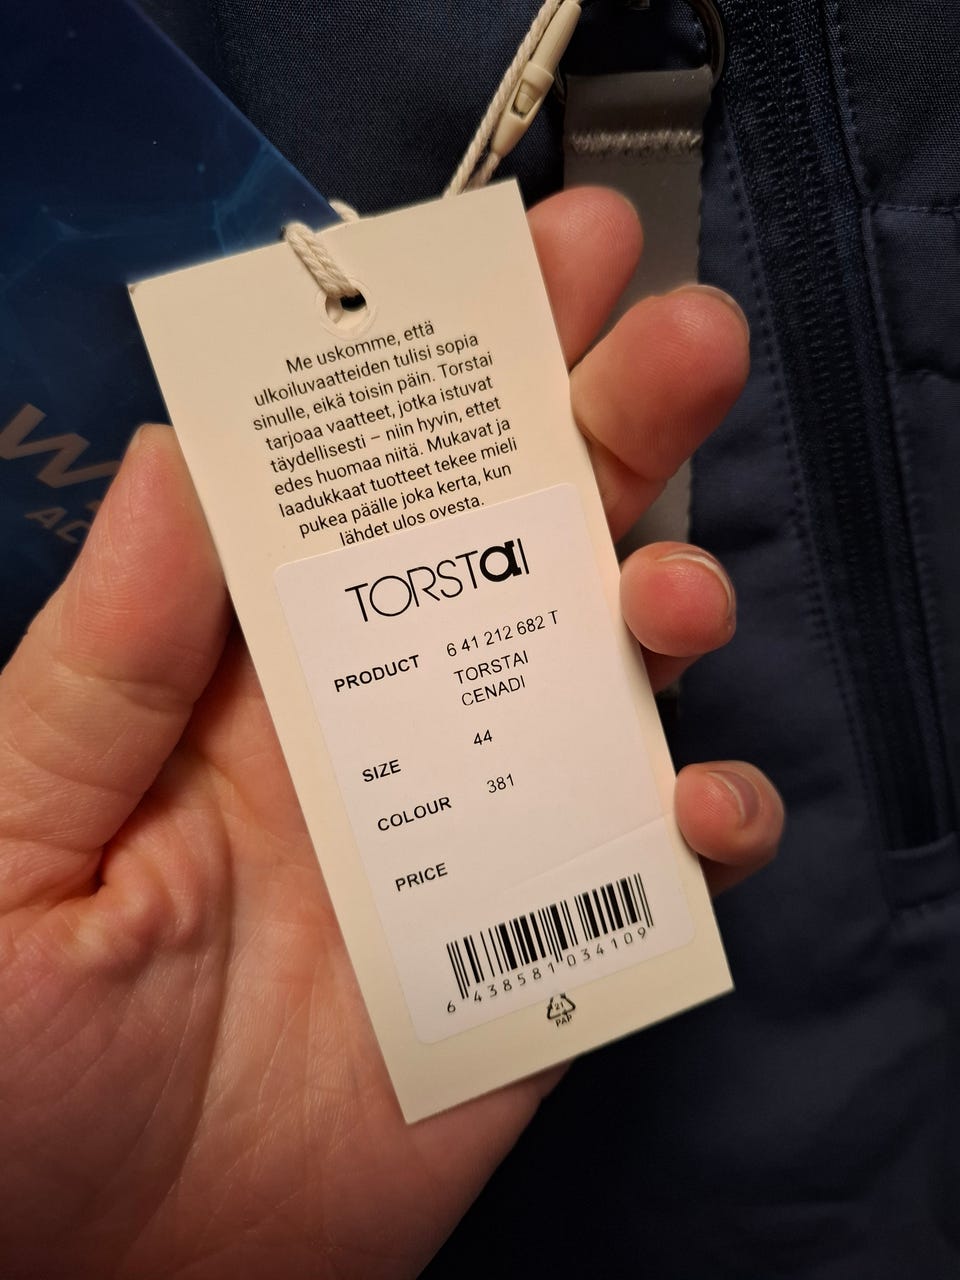 Me uskomme, että
ulkoiluvaatteiden tulisi sopia
sinulle, eikä toisin päin. Torstai
tarjoaa vaatteet, jotka istuvat
täydellisesti – niin hyvin, ettet
edes huomaa niitä. Mukavat ja
laadukkaat tuotteet tekee mieli
pukea päälle joka kerta, kun
lähdet ulos ovesta.
TORSTAI
PRODUCT 6 41 212 682 T
TORSTAI
CENADI
SIZE 44
COLOUR 381
PRICE
6 438581 034109
21
PAP